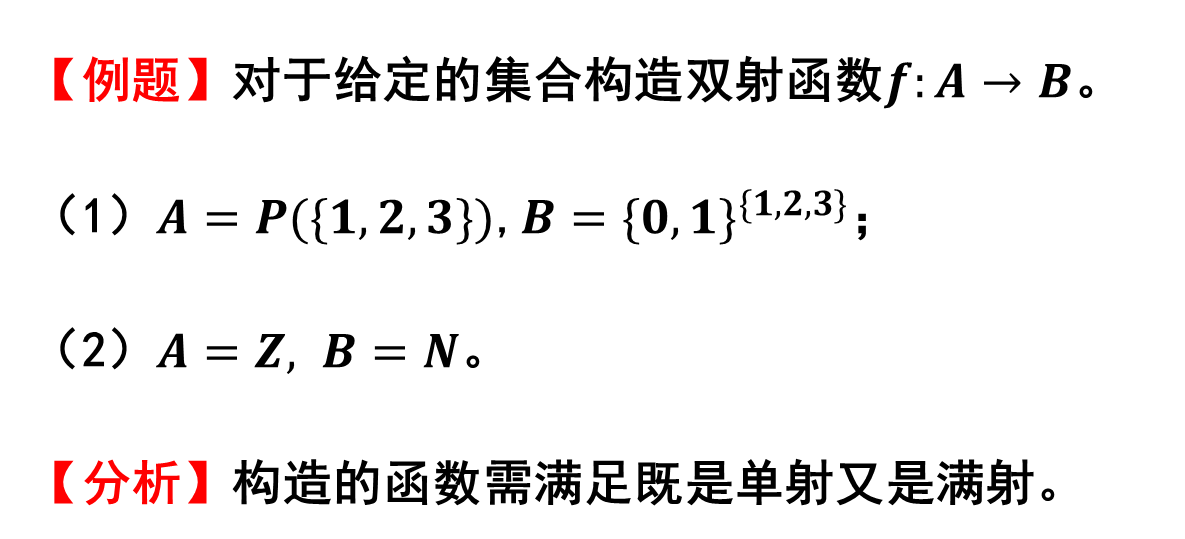 【例题】对于给定的集合构造双射函数f: A → B。
（1）A = P({1, 2, 3}), B = {0, 1}^{1,2,3}；
（2）A = Z, B = N。
【分析】构造的函数需满足既是单射又是满射。